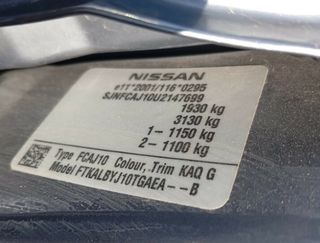 NISSAN
e11*2001/116*0295
SJNFCAJ10U2147699
1930 kg
3130 kg
1- 1150 kg
2- 1100 kg
Type FCAJ10 Colour, Trim KAQ G
Model FTKALBYJ10TGAEA--B